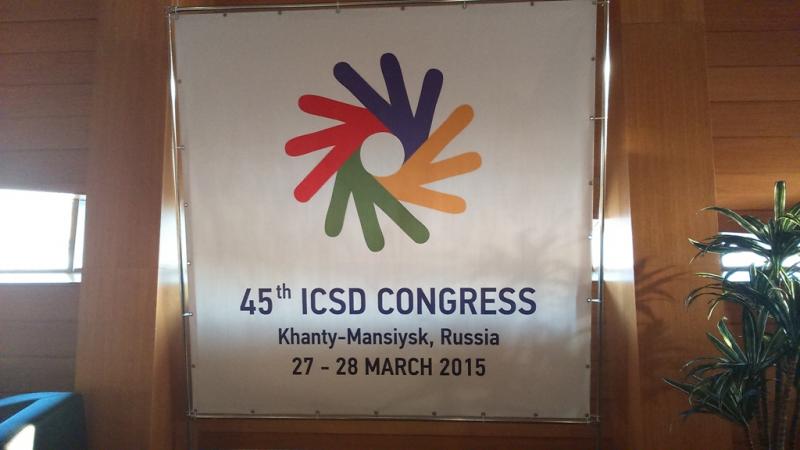 45th ICSD CONGRESS
Khanty-Mansiysk, Russia
27 - 28 MARCH 2015